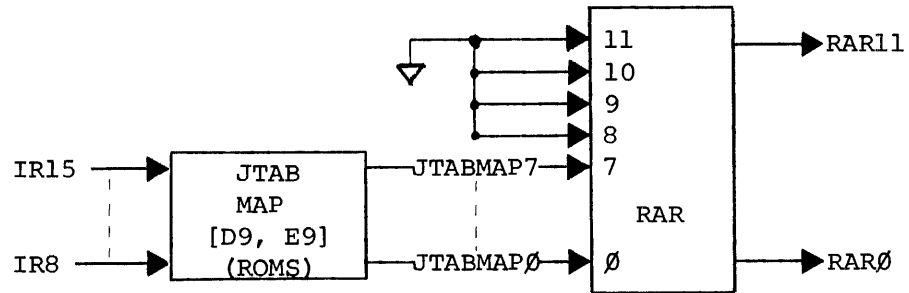 11
RAR11
10
9
8
IR15
JTAB
JTABMAP7
7
MAP
RAR
[D9, E9]
IR8
(ROMS)
JTABMAPØ
Ø
RARØ